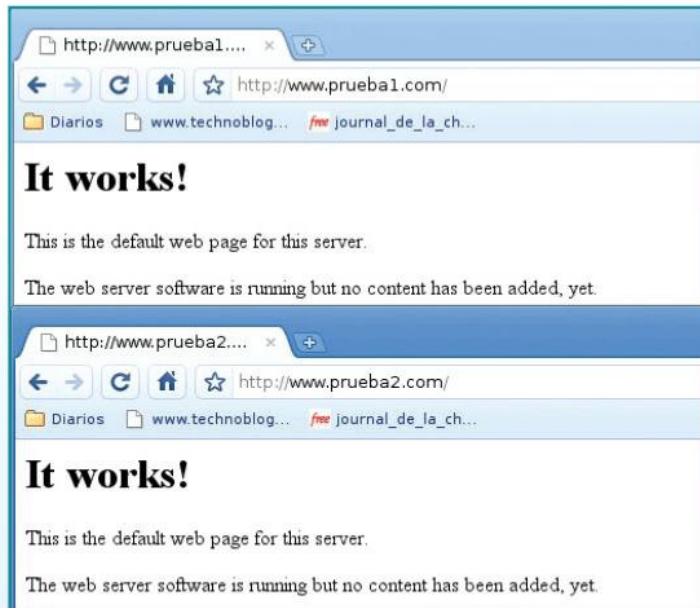 http://www.prueba1....
http://www.prueba1.com/
Diarios www.technoblog... free journal_de_la_ch...
It works!
This is the default web page for this server.
The web server software is running but no content has been added, yet.
http://www.prueba2....
http://www.prueba2.com/
Diarios www.technoblog... free journal_de_la_ch...
It works!
This is the default web page for this server.
The web server software is running but no content has been added, yet.